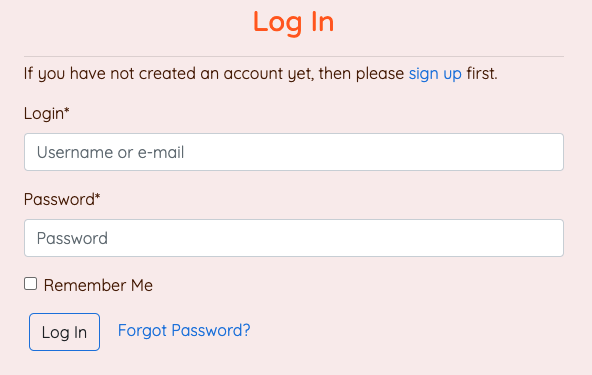 Log In
If you have not created an account yet, then please sign up first.
Login*
Username or e-mail
Password*
Password
Remember Me
Log In Forgot Password?